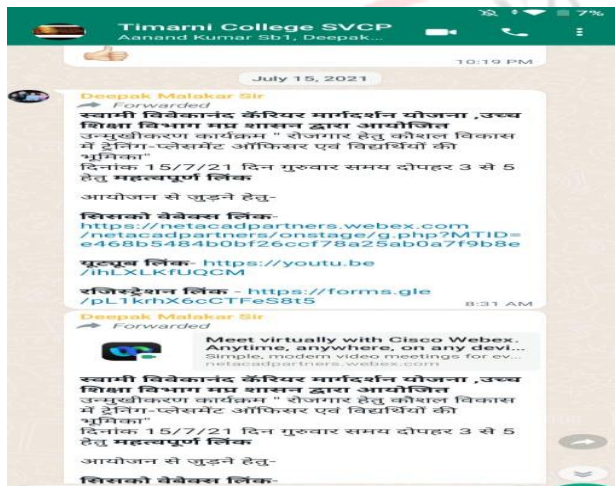 7%
Timarni College SVCP
Aanand Kumar Sb1, Deepak...
10:19 PM
July 15, 2021
Deepak Malakar Sir
Forwarded
स्वामी विवेकानंद कॅरियर मार्गदर्शन योजना ,उच्च
शिक्षा विभाग मप्र शासन द्वारा आयोजित
उन्मुखीकरण कार्यक्रम " रोजगार हेतु कौशल विकास
में ट्रेनिंग-प्लेसमेंट ऑफिसर एवं विद्यर्थियों की
भूमिका"
दिनांक 15/7/21 दिन गुरुवार समय दोपहर 3 से 5
हेतु महत्वपूर्ण लिंक
आयोजन से जुड़ने हेतु-
सिसको वेबेक्स लिंक-
https://netacadpartners.webex.com
/netacadpartners/onstage/g.php?MTID=
e468b5484b0bf26ccf78a25ab0a7f9b8e
यूट्यूब लिंक- https://youtu.be
/ihLXLKfUQCM
रजिस्ट्रेशन लिंक - https://forms.gle
/pL1krhX6cCTFeS8t5
8:31 AM
Deepak Malakar Sir
Forwarded
Meet virtually with Cisco Webex.
Anytime, anywhere, on any devi...
Simple, modern video meetings for ev...
netacadpartners.webex.com
स्वामी विवेकानंद कॅरियर मार्गदर्शन योजना ,उच्च
शिक्षा विभाग मप्र शासन द्वारा आयोजित
उन्मुखीकरण कार्यक्रम " रोजगार हेतु कौशल विकास
में ट्रेनिंग-प्लेसमेंट ऑफिसर एवं विद्यर्थियों की
भूमिका"
दिनांक 15/7/21 दिन गुरुवार समय दोपहर 3 से 5
हेतु महत्वपूर्ण लिंक
आयोजन से जुड़ने हेतु-
सिसको वेबेक्स लिंक-